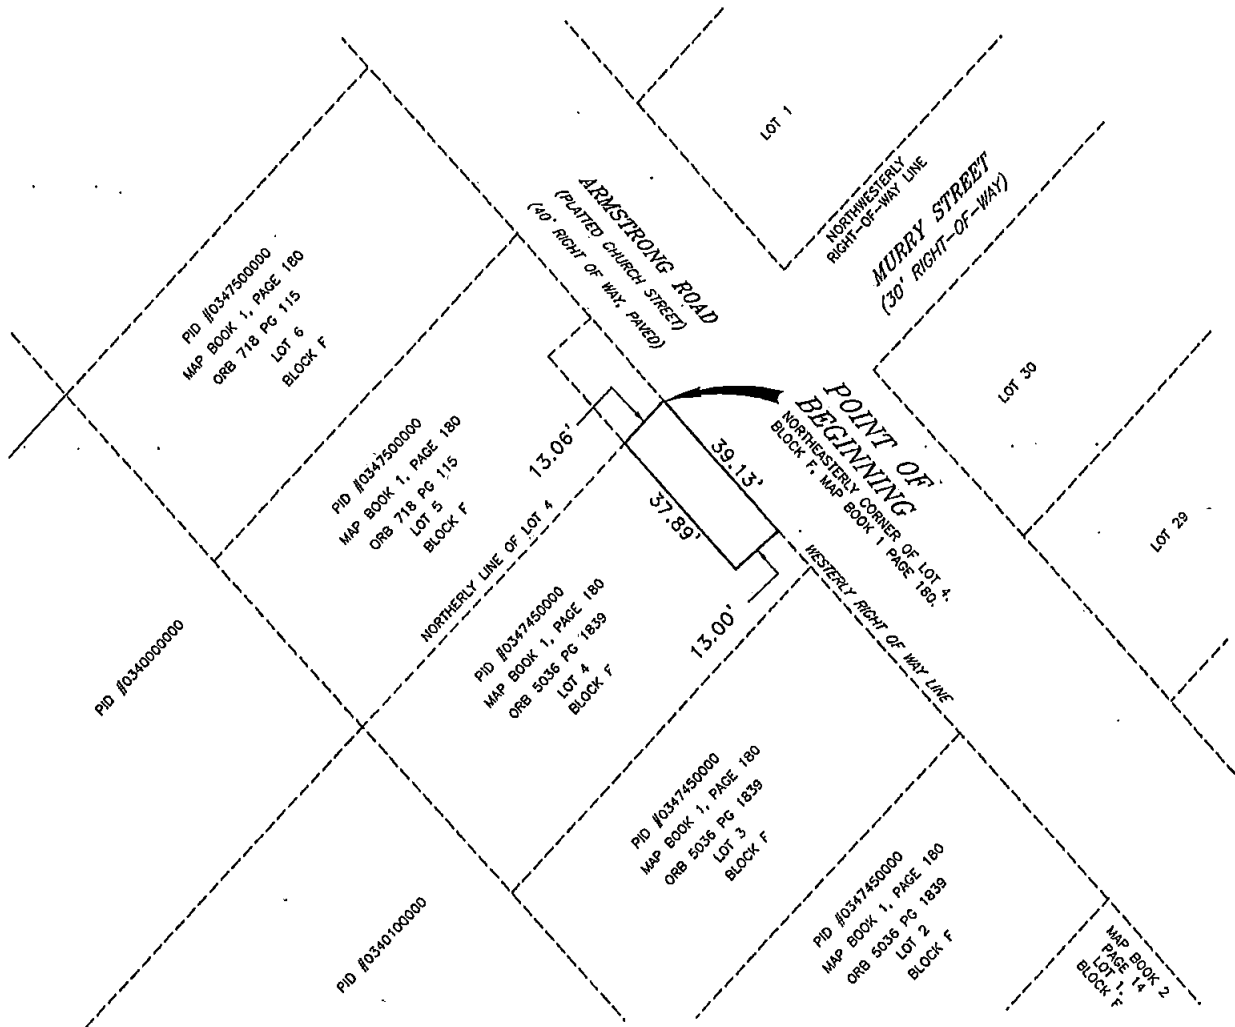 LOT 1
NORTHWESTERLY
RIGHT-OF-WAY LINE
MURRY STREET
(30' RIGHT-OF-WAY)
ARMSTRONG ROAD
(PLATTED CHURCH STREET)
(40' RIGHT OF WAY, PAVED)
PID #0347500000
MAP BOOK 1, PAGE 180
ORB 718 PG 115
LOT 6
BLOCK F
LOT 30
POINT OF
BEGINNING
NORTHEASTERLY CORNER OF LOT 4,
BLOCK F, MAP BOOK 1 PAGE 180.
13.06'
39.13'
37.89'
13.00'
PID #0347500000
MAP BOOK 1, PAGE 180
ORB 718 PG 115
LOT 5
BLOCK F
LOT 29
NORTHERLY LINE OF LOT 4
WESTERLY RIGHT OF WAY LINE
PID #0347450000
MAP BOOK 1, PAGE 180
ORB 5036 PG 1839
LOT 4
BLOCK F
PID #0340000000
PID #0347450000
MAP BOOK 1, PAGE 180
ORB 5036 PG 1839
LOT 3
BLOCK F
PID #0347450000
MAP BOOK 1, PAGE 180
ORB 5036 PG 1839
LOT 2
BLOCK F
PID #0340100000
MAP BOOK 2
PAGE 14
LOT 1,
BLOCK F